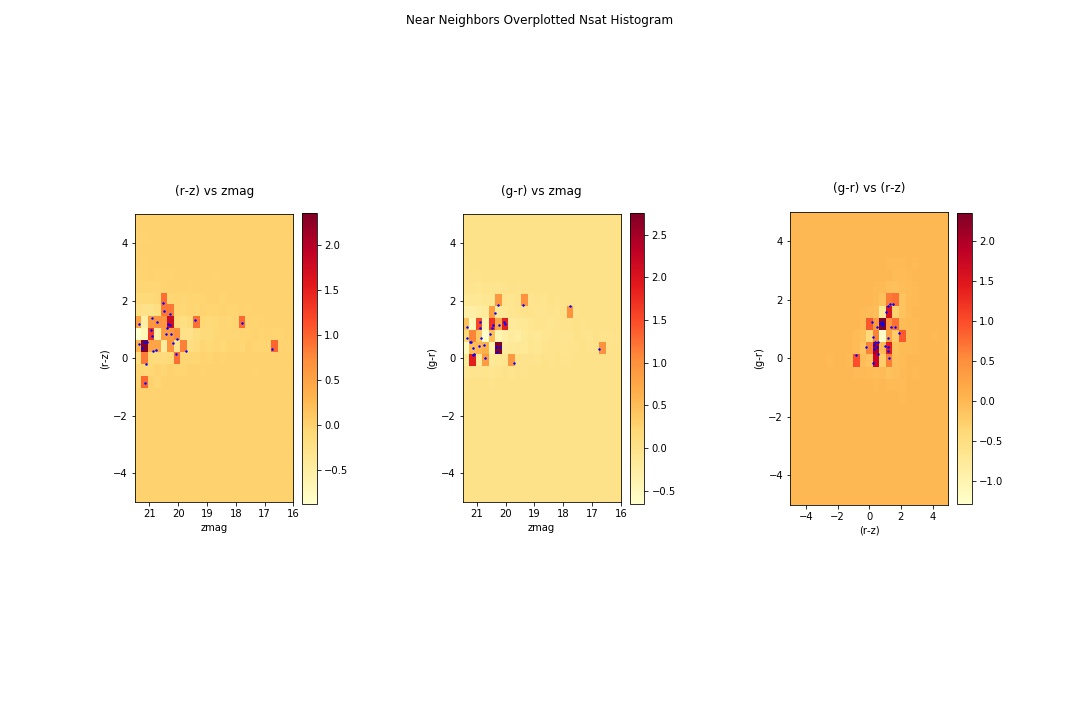 Near Neighbors Overplotted Nsat Histogram
(r-z) vs zmag
(r-z)
4
2
0
−2
−4
21 20 19 18 17 16
zmag
2.0
1.5
1.0
0.5
0.0
−0.5
(g-r) vs zmag
(g-r)
4
2
0
−2
−4
21 20 19 18 17 16
zmag
2.5
2.0
1.5
1.0
0.5
0.0
−0.5
(g-r) vs (r-z)
(g-r)
4
2
0
−2
−4
−4 −2 0 2 4
(r-z)
2.0
1.5
1.0
0.5
0.0
−0.5
−1.0